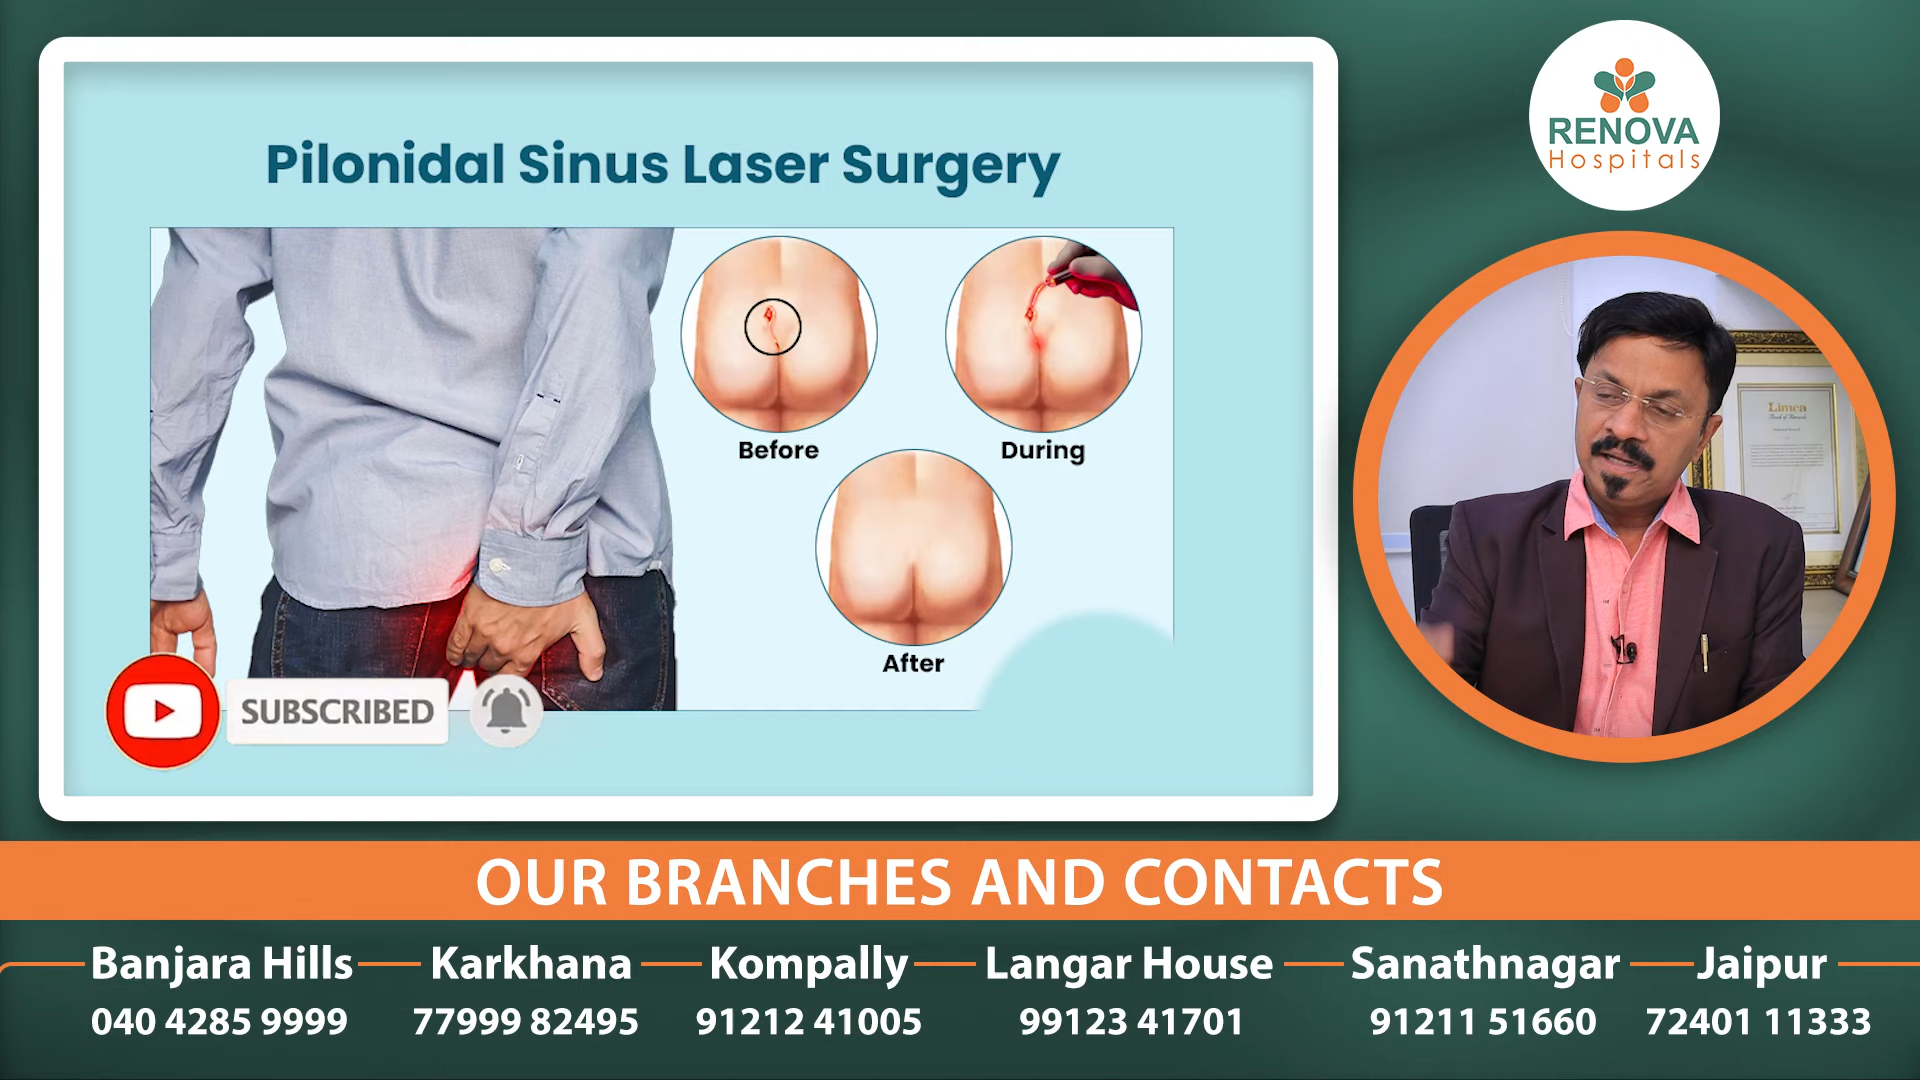 Pilonidal Sinus Laser Surgery
Before
During
After
SUBSCRIBED
RENOVA
Hospitals
Limca
OUR BRANCHES AND CONTACTS
Banjara Hills
040 4285 9999
Karkhana
77999 82495
Kompally
91212 41005
Langar House
99123 41701
Sanathnagar
91211 51660
Jaipur
72401 11333